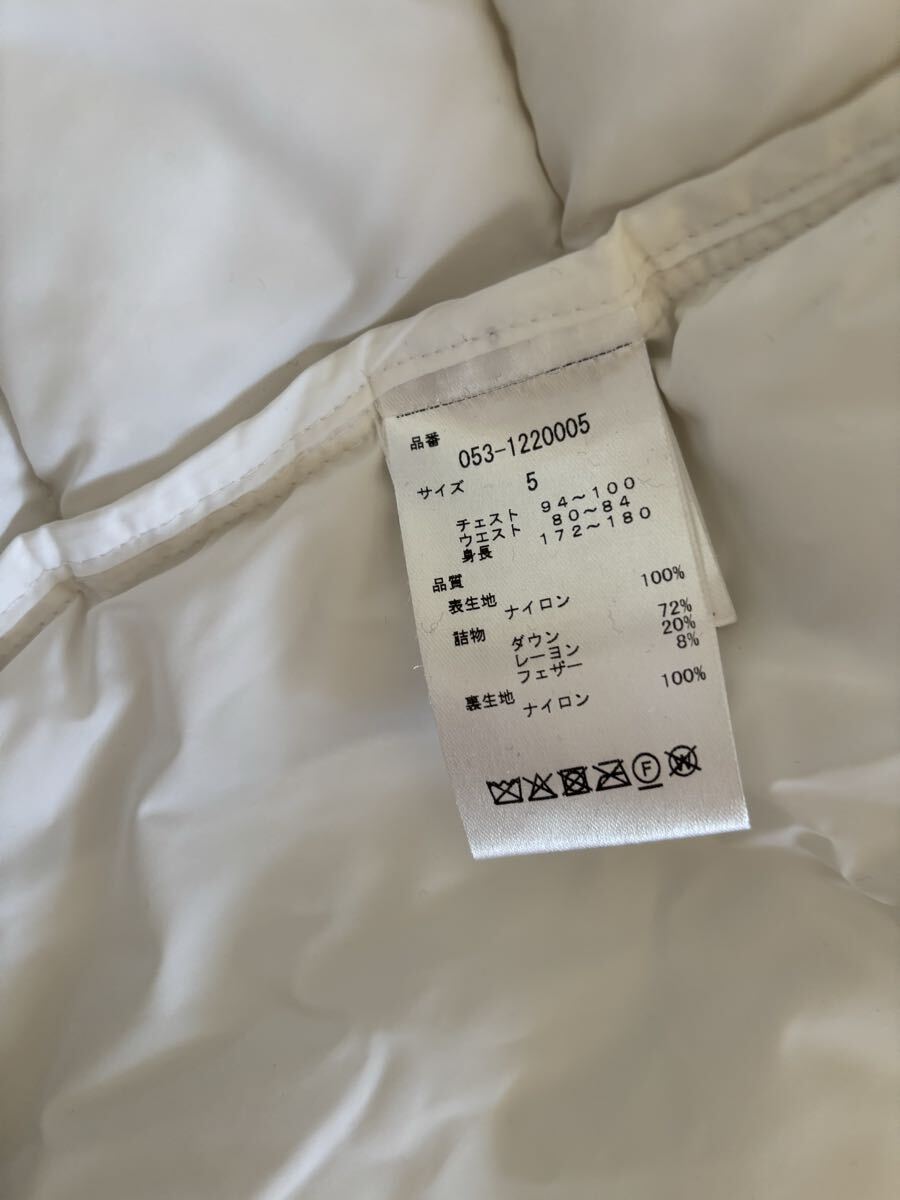 品番 053-1220005
サイズ 5
チェスト 94～100
ウエスト 80～84
身長 172～180
品質
表生地 ナイロン 100%
詰物 ダウン 72%
レーヨン 20%
フェザー 8%
裏生地 ナイロン 100%
F W